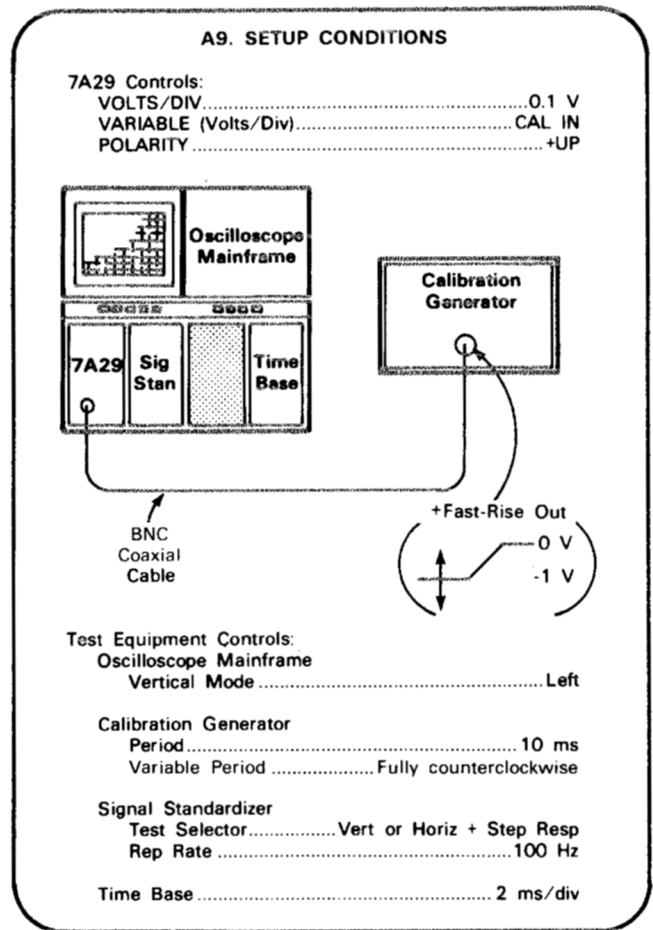 A9. SETUP CONDITIONS
7A29 Controls:
VOLTS/DIV..................................................0.1 V
VARIABLE (Volts/Div).................................CAL IN
POLARITY......................................................+UP
Oscilloscope
Mainframe
Calibration
Generator
7A29
Sig
Stan
Time
Base
+Fast-Rise Out
0 V
-1 V
BNC
Coaxial
Cable
Test Equipment Controls:
Oscilloscope Mainframe
Vertical Mode.............................................Left
Calibration Generator
Period....................................................10 ms
Variable Period...................Fully counterclockwise
Signal Standardizer
Test Selector................Vert or Horiz + Step Resp
Rep Rate...............................................100 Hz
Time Base...............................................2 ms/div